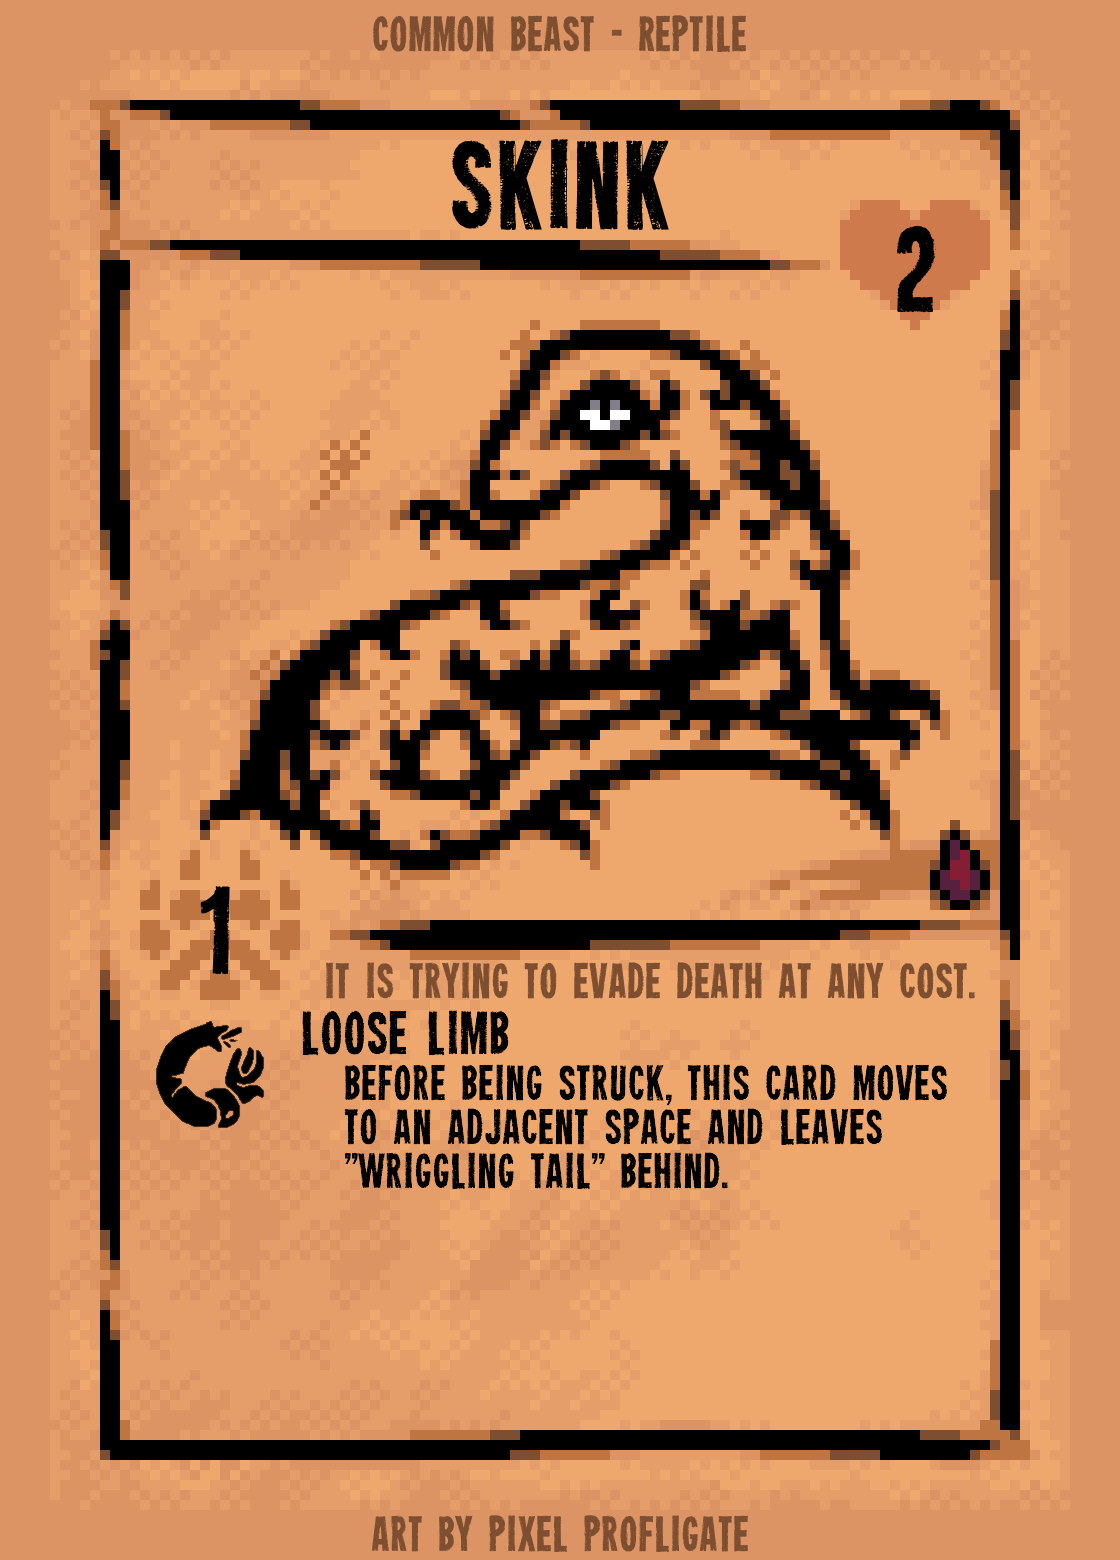 COMMON BEAST - REPTILE
SKINK
2
1
IT IS TRYING TO EVADE DEATH AT ANY COST.
LOOSE LIMB
BEFORE BEING STRUCK, THIS CARD MOVES
TO AN ADJACENT SPACE AND LEAVES
"WRIGGLING TAIL" BEHIND.
ART BY PIXEL PROFLIGATE